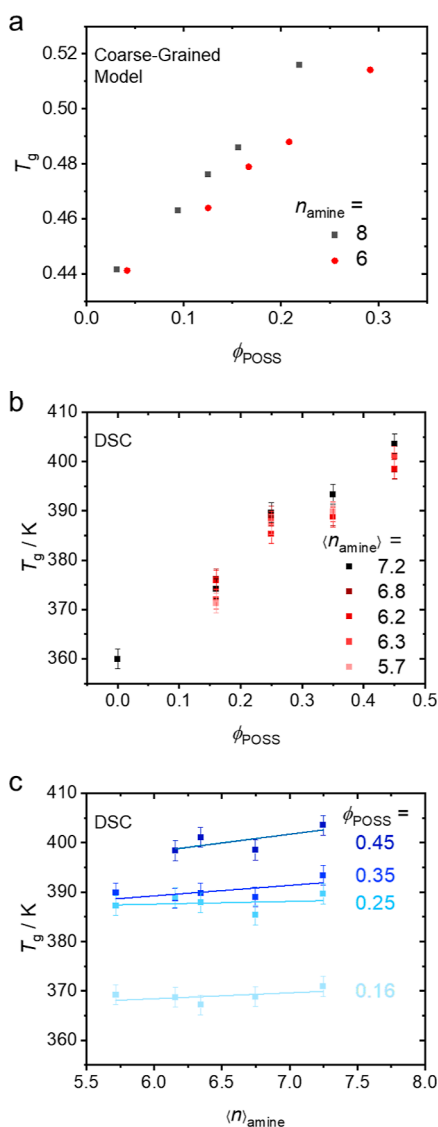 a
Coarse-Grained
Model
0.52
0.50
0.48
0.46
0.44
T_g
n_amine =
8
6
0.0
0.1
0.2
0.3
ϕ_POSS
b
DSC
410
400
390
380
370
360
T_g / K
⟨n_amine⟩ =
7.2
6.8
6.2
6.3
5.7
0.0 0.1 0.2 0.3 0.4 0.5
ϕ_POSS
c
DSC
410
400
390
380
370
360
355
T_g / K
ϕ_POSS =
0.45
0.35
0.25
0.16
5.5 6.0 6.5 7.0 7.5 8.0
⟨n⟩_amine